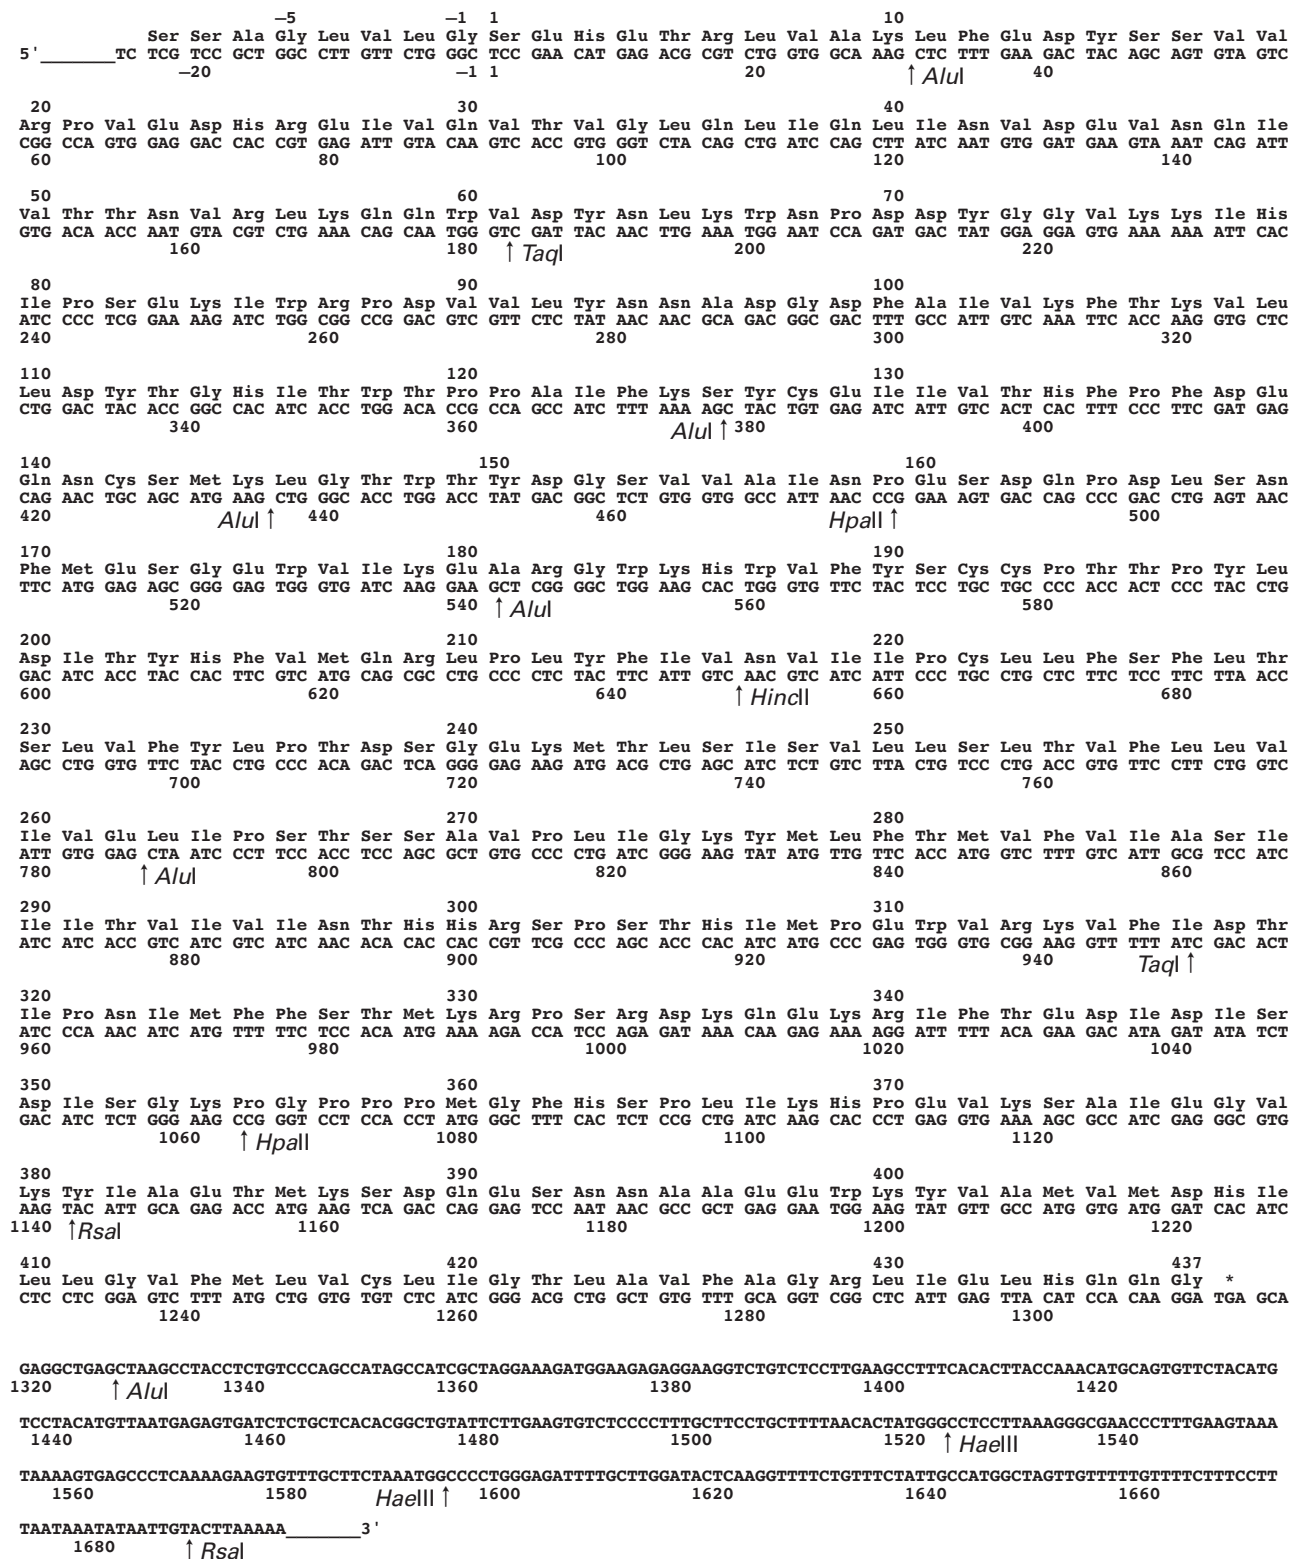 −5 −1 1 10
Ser Ser Ala Gly Leu Val Leu Gly Ser Glu His Glu Thr Arg Leu Val Ala Lys Leu Phe Glu Asp Tyr Ser Ser Val Val
5'________TC TCG TCC GCT GGC CTT GTT CTG GGC TCC GAA CAT GAG ACG CGT CTG GTG GCA AAG CTC TTT GAA GAC TAC AGC AGT GTA GTC
−20 −1 1 20 ↑ AluI 40
20 30 40
Arg Pro Val Glu Asp His Arg Glu Ile Val Gln Val Thr Val Gly Leu Gln Leu Ile Gln Leu Ile Asn Val Asp Glu Val Asn Gln Ile
CGG CCA GTG GAG GAC CAC CGT GAG ATT GTA CAA GTC ACC GTG GGT CTA CAG CTG ATC CAG CTT ATC AAT GTG GAT GAA GTA AAT CAG ATT
60 80 100 120 140
50 60 70
Val Thr Thr Asn Val Arg Leu Lys Gln Gln Trp Val Asp Tyr Asn Leu Lys Trp Asn Pro Asp Asp Tyr Gly Gly Val Lys Lys Ile His
GTG ACA ACC AAT GTA CGT CTG AAA CAG CAA TGG GTC GAT TAC AAC TTG AAA TGG AAT CCA GAT GAC TAT GGA GGA GTG AAA AAA ATT CAC
160 180 ↑ TaqI 200 220
80 90 100
Ile Pro Ser Glu Lys Ile Trp Arg Pro Asp Val Val Leu Tyr Asn Asn Ala Asp Gly Asp Phe Ala Ile Val Lys Phe Thr Lys Val Leu
ATC CCC TCG GAA AAG ATC TGG CGG CCG GAC GTC GTT CTC TAT AAC AAC GCA GAC GGC GAC TTT GCC ATT GTC AAA TTC ACC AAG GTG CTC
240 260 280 300 320
110 120 130
Leu Asp Tyr Thr Gly His Ile Thr Trp Thr Pro Pro Ala Ile Phe Lys Ser Tyr Cys Glu Ile Ile Val Thr His Phe Pro Phe Asp Glu
CTG GAC TAC ACC GGC CAC ATC ACC TGG ACA CCG CCA GCC ATC TTT AAA AGC TAC TGT GAG ATC ATT GTC ACT CAC TTT CCC TTC GAT GAG
340 360 AluI ↑ 380 400
140 150 160
Gln Asn Cys Ser Met Lys Leu Gly Thr Trp Thr Tyr Asp Gly Ser Val Val Ala Ile Asn Pro Glu Ser Asp Gln Pro Asp Leu Ser Asn
CAG AAC TGC AGC ATG AAG CTG GGC ACC TGG ACC TAT GAC GGC TCT GTG GTG GCC ATT AAC CCG GAA AGT GAC CAG CCC GAC CTG AGT AAC
420 AluI ↑ 440 460 HpaII ↑ 500
170 180 190
Phe Met Glu Ser Gly Glu Trp Val Ile Lys Glu Ala Arg Gly Trp Lys His Trp Val Phe Tyr Ser Cys Cys Pro Thr Thr Pro Tyr Leu
TTC ATG GAG AGC GGG GAG TGG GTG ATC AAG GAA GCT CGG GGC TGG AAG CAC TGG GTG TTC TAC TCC TGC TGC CCC ACC ACT CCC TAC CTG
520 540 ↑ AluI 560 580
200 210 220
Asp Ile Thr Tyr His Phe Val Met Gln Arg Leu Pro Leu Tyr Phe Ile Val Asn Val Ile Ile Pro Cys Leu Leu Phe Ser Phe Leu Thr
GAC ATC ACC TAC CAC TTC GTC ATG CAG CGC CTG CCC CTC TAC TTC ATT GTC AAC GTC ATC ATT CCC TGC CTG CTC TTC TCC TTC TTA ACC
600 620 640 ↑ HincII 660 680
230 240 250
Ser Leu Val Phe Tyr Leu Pro Thr Asp Ser Gly Glu Lys Met Thr Leu Ser Ile Ser Val Leu Leu Ser Leu Thr Val Phe Leu Leu Val
AGC CTG GTG TTC TAC CTG CCC ACA GAC TCA GGG GAG AAG ATG ACG CTG AGC ATC TCT GTC TTA CTG TCC CTG ACC GTG TTC CTT CTG GTC
700 720 740 760
260 270 280
Ile Val Glu Leu Ile Pro Ser Thr Ser Ser Ala Val Pro Leu Ile Gly Lys Tyr Met Leu Phe Thr Met Val Phe Val Ile Ala Ser Ile
ATT GTG GAG CTA ATC CCT TCC ACC TCC AGC GCT GTG CCC CTG ATC GGG AAG TAT ATG TTG TTC ACC ATG GTC TTT GTC ATT GCG TCC ATC
780 ↑ AluI 800 820 840 860
290 300 310
Ile Ile Thr Val Ile Val Ile Asn Thr His His Arg Ser Pro Ser Thr His Ile Met Pro Glu Trp Val Arg Lys Val Phe Ile Asp Thr
ATC ATC ACC GTC ATC GTC ATC AAC ACA CAC CAC CGT TCG CCC AGC ACC CAC ATC ATG CCC GAG TGG GTG CGG AAG GTT TTT ATC GAC ACT
880 900 920 940 TaqI ↑
320 330 340
Ile Pro Asn Ile Met Phe Phe Ser Thr Met Lys Arg Pro Ser Arg Asp Lys Gln Glu Lys Arg Ile Phe Thr Glu Asp Ile Asp Ile Ser
ATC CCA AAC ATC ATG TTT TTC TCC ACA ATG AAA AGA CCA TCC AGA GAT AAA CAA GAG AAA AGG ATT TTT ACA GAA GAC ATA GAT ATA TCT
960 980 1000 1020 1040
350 360 370
Asp Ile Ser Gly Lys Pro Gly Pro Pro Pro Met Gly Phe His Ser Pro Leu Ile Lys His Pro Glu Val Lys Ser Ala Ile Glu Gly Val
GAC ATC TCT GGG AAG CCG GGT CCT CCA CCT ATG GGC TTT CAC TCT CCG CTG ATC AAG CAC CCT GAG GTG AAA AGC GCC ATC GAG GGC GTG
1060 ↑ HpaII 1080 1100 1120
380 390 400
Lys Tyr Ile Ala Glu Thr Met Lys Ser Asp Gln Glu Ser Asn Asn Ala Ala Glu Glu Trp Lys Tyr Val Ala Met Val Met Asp His Ile
AAG TAC ATT GCA GAG ACC ATG AAG TCA GAC CAG GAG TCC AAT AAC GCC GCT GAG GAA TGG AAG TAT GTT GCC ATG GTG ATG GAT CAC ATC
1140 ↑RsaI 1160 1180 1200 1220
410 420 430 437
Leu Leu Gly Val Phe Met Leu Val Cys Leu Ile Gly Thr Leu Ala Val Phe Ala Gly Arg Leu Ile Glu Leu His Gln Gln Gly *
CTC CTC GGA GTC TTT ATG CTG GTG TGT CTC ATC GGG ACG CTG GCT GTG TTT GCA GGT CGG CTC ATT GAG TTA CAT CCA CAA GGA TGA GCA
1240 1260 1280 1300
GAGGCTGAGCTAAGCCTACCTCTGTCCCAGCCATAGCCATCGCTAGGAAAGATGGAAGAGAGGAAGGTCTGTCTCCTTGAAGCCTTTCACACTTACCAAACATGCAGTGTTCTACATG
1320 ↑ AluI 1340 1360 1380 1400 1420
TCCTACATGTTAATGAGAGTGATCTCTGCTCACACGGCTGTATTCTTGAAGTGTCTCCCCTTTGCTTCCTGCTTTTAACACTATGGGCCTCCTTAAAGGGCGAACCCTTTGAAGTAAA
1440 1460 1480 1500 1520 ↑ HaeIII 1540
TAAAAGTGAGCCCTCAAAAGAAGTGTTTGCTTCTAAATGGCCCCTGGGAGATTTTGCTTGGATACTCAAGGTTTTCTGTTTCTATTGCCATGGCTAGTTGTTTTTGTTTTCTTTCCTT
1560 1580 HaeIII ↑ 1600 1620 1640 1660
TAATAAATATAATTGTACTTAAAAA________3'
1680 ↑ RsaI